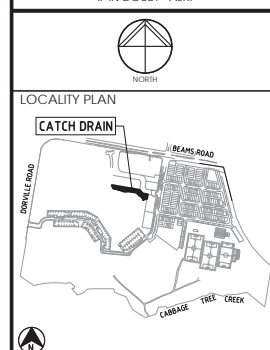 NORTH
LOCALITY PLAN
CATCH DRAIN
BEAMS ROAD
DORVILLE ROAD
CABBAGE TREE CREEK
N